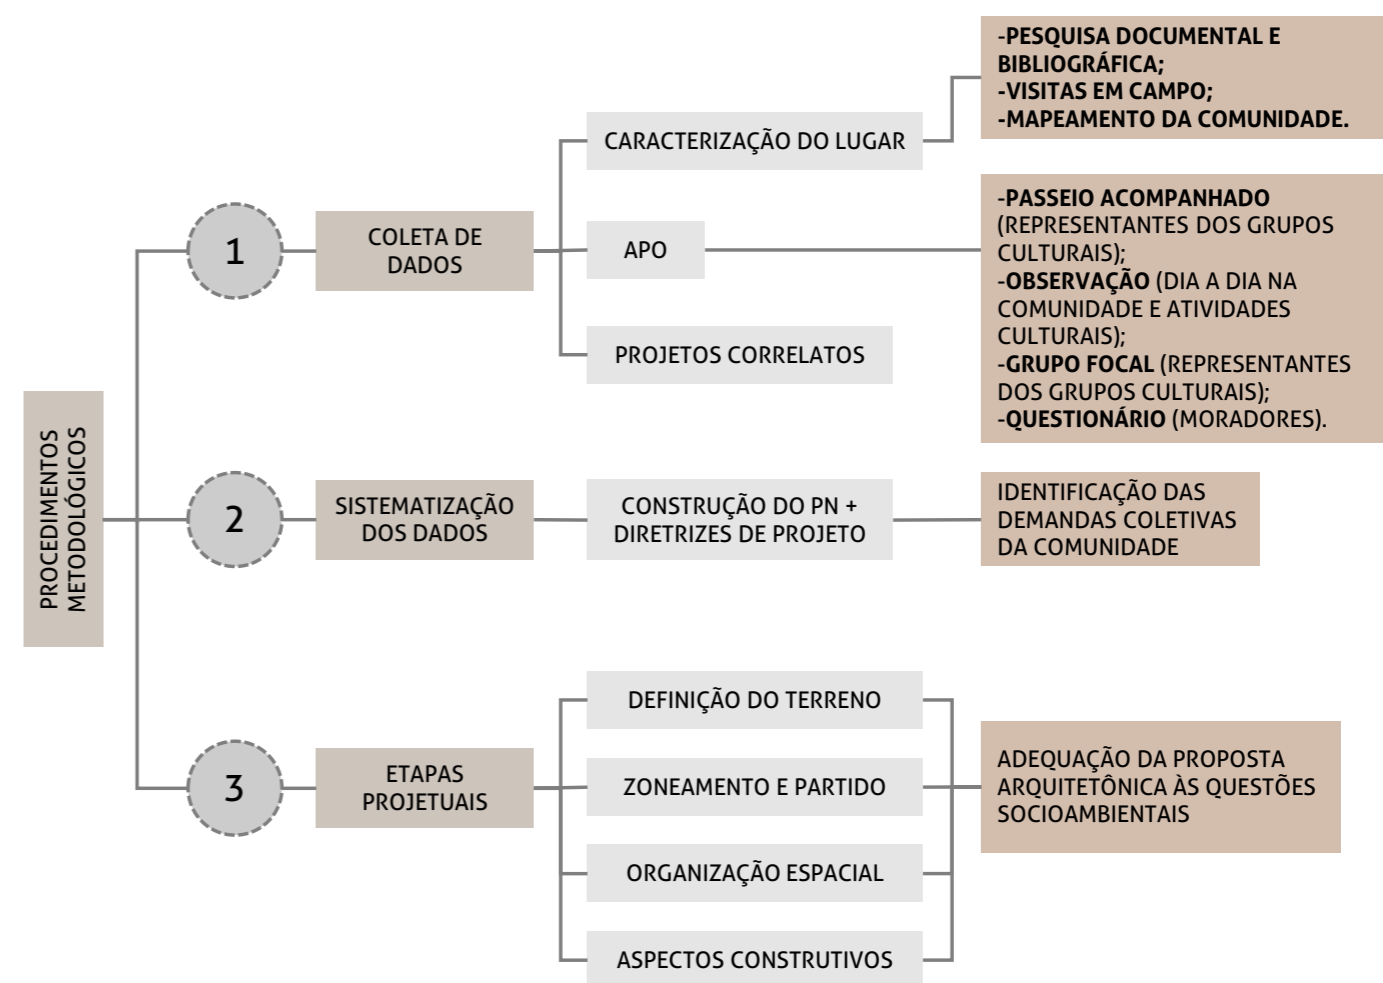 PROCEDIMENTOS
METODOLÓGICOS
1
COLETA DE
DADOS
CARACTERIZAÇÃO DO LUGAR
-PESQUISA DOCUMENTAL E
BIBLIOGRÁFICA;
-VISITAS EM CAMPO;
-MAPEAMENTO DA COMUNIDADE.
APO
-PASSEIO ACOMPANHADO
(REPRESENTANTES DOS GRUPOS
CULTURAIS);
-OBSERVAÇÃO (DIA A DIA NA
COMUNIDADE E ATIVIDADES
CULTURAIS);
-GRUPO FOCAL (REPRESENTANTES
DOS GRUPOS CULTURAIS);
-QUESTIONÁRIO (MORADORES).
PROJETOS CORRELATOS
2
SISTEMATIZAÇÃO
DOS DADOS
CONSTRUÇÃO DO PN +
DIRETRIZES DE PROJETO
IDENTIFICAÇÃO DAS
DEMANDAS COLETIVAS
DA COMUNIDADE
3
ETAPAS
PROJETUAIS
DEFINIÇÃO DO TERRENO
ZONEAMENTO E PARTIDO
ORGANIZAÇÃO ESPACIAL
ASPECTOS CONSTRUTIVOS
ADEQUAÇÃO DA PROPOSTA
ARQUITETÔNICA ÀS QUESTÕES
SOCIOAMBIENTAIS